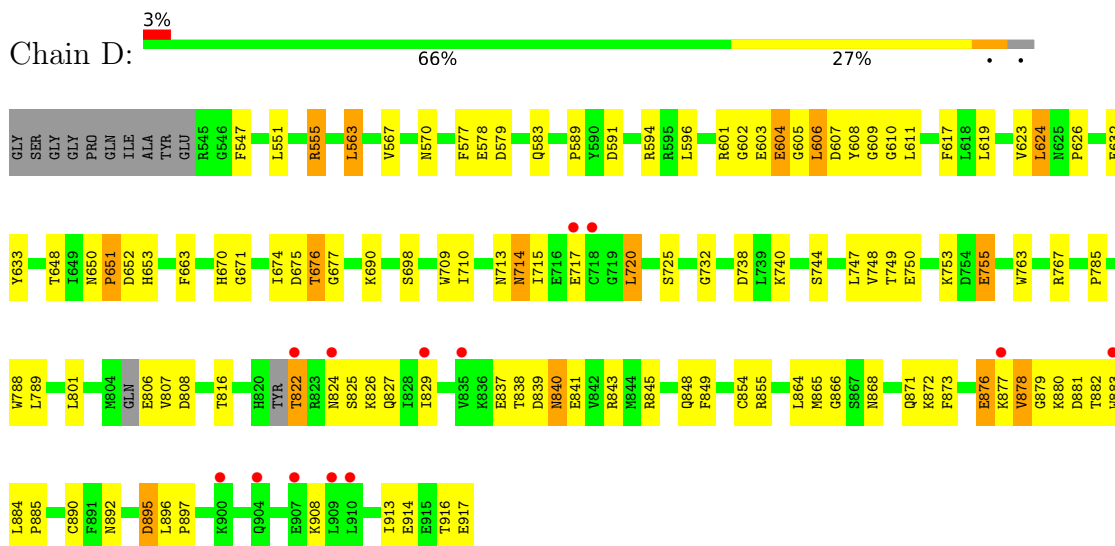 3%
Chain D:
66% 27% • •
GLY SER GLY GLY PRO GLN ILE ALA TYR GLU R545 G546 F547 L551 R555 L563 V567 N570 F577 E578 D579 Q583 P589 Y590 D591 R594 R595 L596 R601 G602 E603 E604 G605 L606 D607 Y608 G609 G610 L611 F617 L618 L619 V623 L624 N625 P626
Y633 T648 I649 N650 P651 D652 H653 F663 H670 G671 I674 D675 T676 G677 K690 S698 W709 I710 N713 N714 I715 E716 E717 C718 G719 L720 S725 G732 D738 L739 K740 S744 L747 V748 T749 E750 K753 D754 E755 W763 R767 P785
W788 L789 L801 M804 GLN E806 V807 D808 T816 H820 TYR T822 R823 N824 S825 K826 Q827 I828 I829 V835 K836 E837 T838 D839 N840 E841 V842 R843 M844 R845 Q848 F849 C854 R855 L864 M865 G866 S867 N868 Q871 K872 F873 E876 K877 V878 G879 K880 D881 T882 W883
L884 P885 C890 F891 N892 D895 L896 P897 K900 Q904 E907 K908 L909 L910 I913 E914 E915 T916 E917